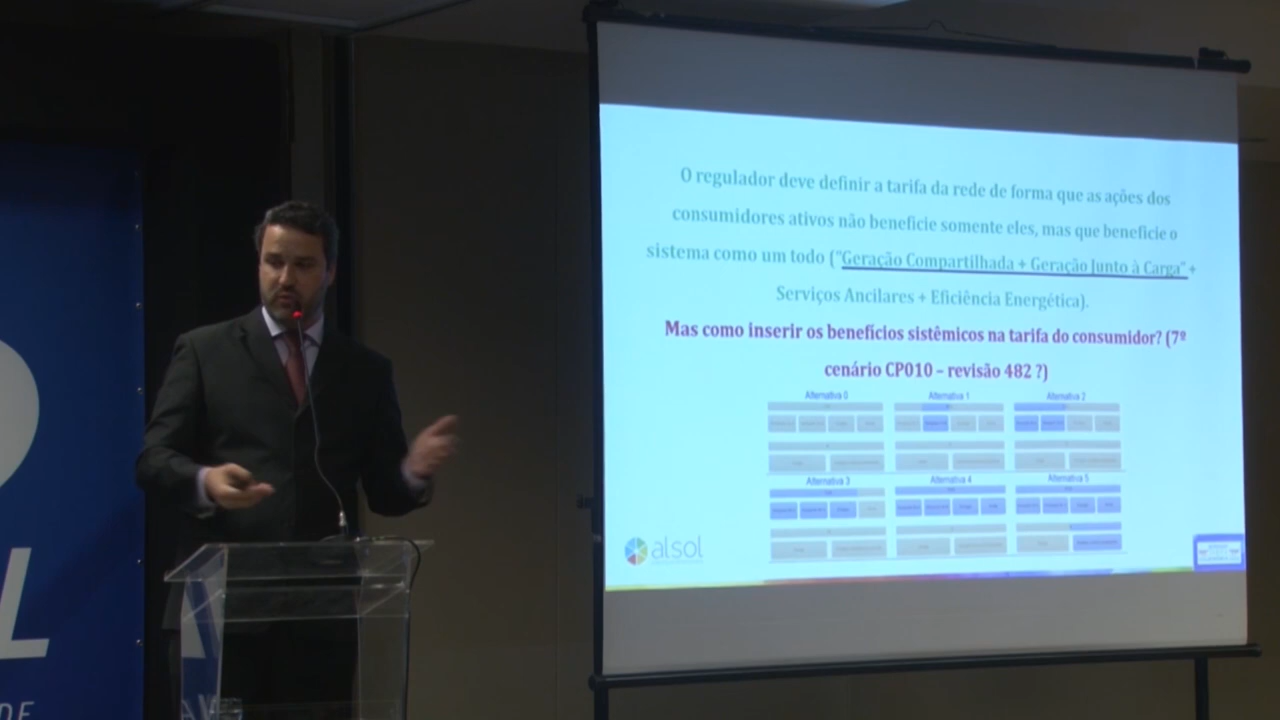 O regulador deve definir a tarifa da rede de forma que as ações dos
consumidores ativos não beneficie somente eles, mas que beneficie o
sistema como um todo ("Geração Compartilhada + Geração Junto à Carga" +
Serviços Ancilares + Eficiência Energética).
Mas como inserir os benefícios sistêmicos na tarifa do consumidor? (7º
cenário CP010 – revisão 482 ?)
Alternativa 0 Alternativa 1 Alternativa 2
Alternativa 3 Alternativa 4 Alternativa 5
alsol
L
DE